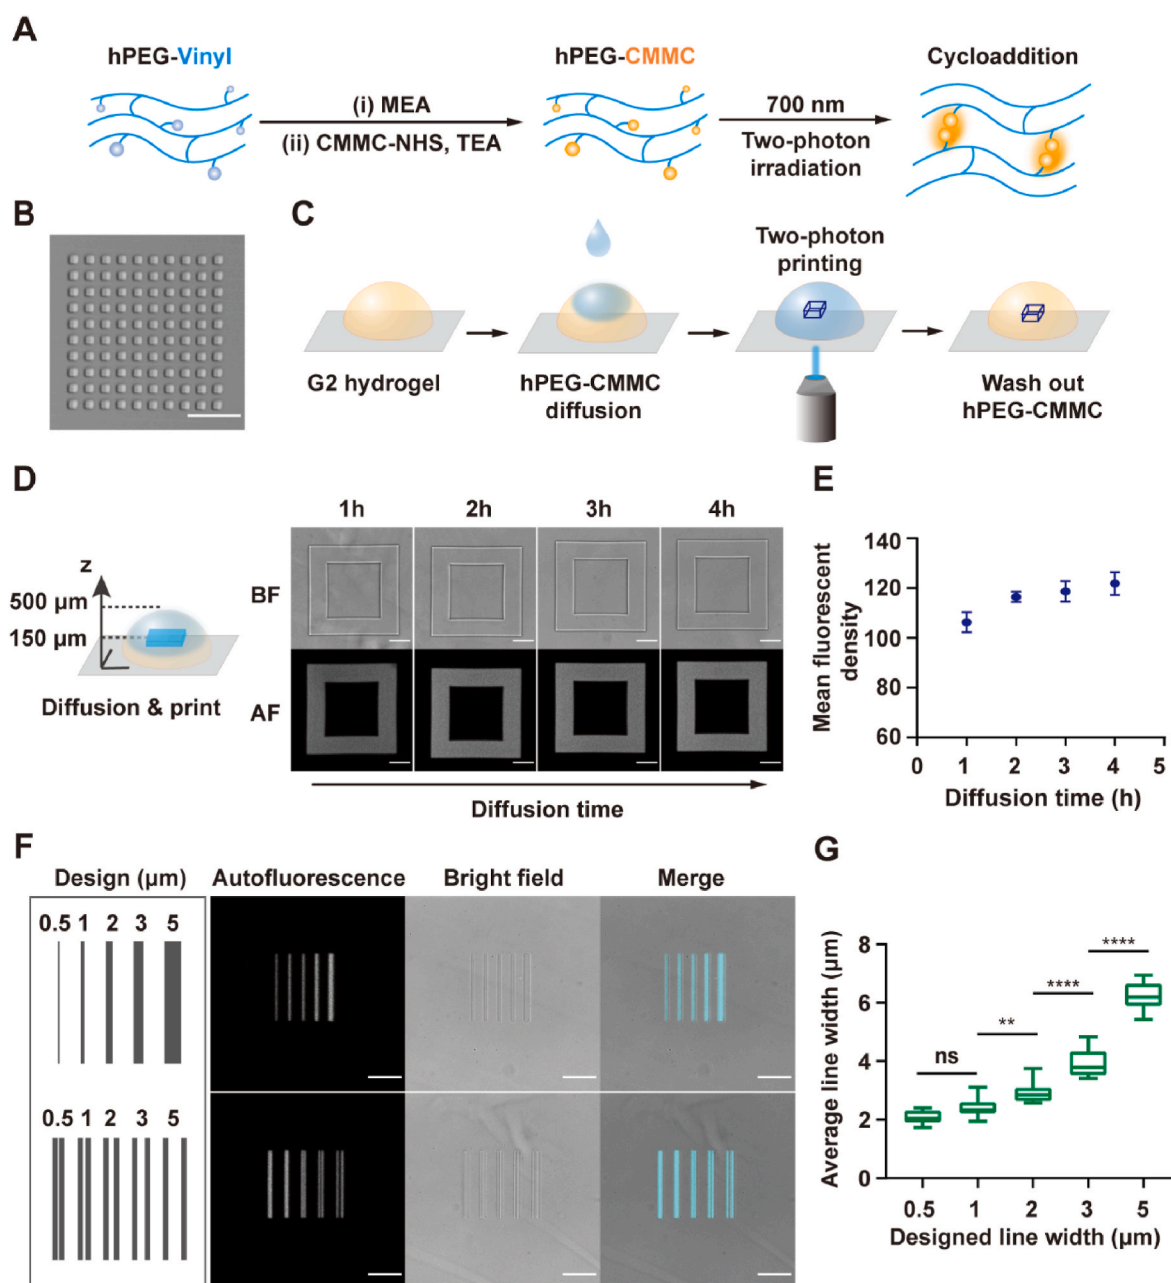 A
hPEG-Vinyl
(i) MEA
(ii) CMMC-NHS, TEA
hPEG-CMMC
700 nm
Two-photon
irradiation
Cycloaddition
B
C
G2 hydrogel
hPEG-CMMC
diffusion
Two-photon
printing
Wash out
hPEG-CMMC
D
z
500 µm
150 µm
Diffusion & print
1h
2h
3h
4h
BF
AF
Diffusion time
E
Mean fluorescent
density
140
120
100
80
60
0
1
2
3
4
5
Diffusion time (h)
F
Design (µm)
Autofluorescence
Bright field
Merge
0.5 1 2 3 5
0.5 1 2 3 5
G
Average line width (µm)
8
6
4
2
0
ns
**
****
****
0.5
1
2
3
5
Designed line width (µm)